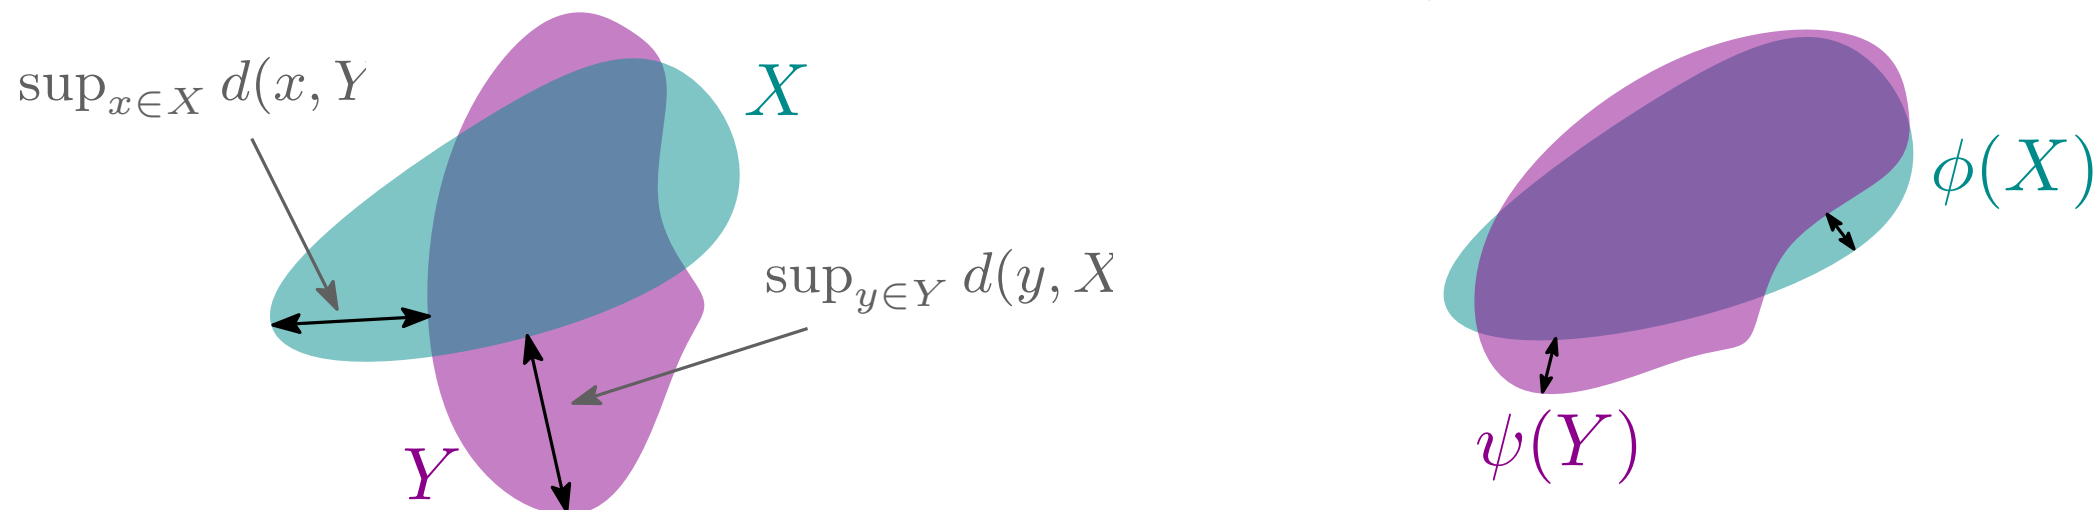 sup_{x∈X} d(x, Y
X
sup_{y∈Y} d(y, X
Y
ϕ(X)
ψ(Y)